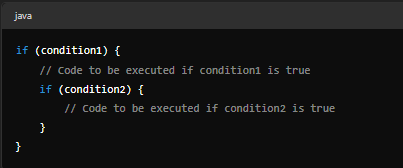 java
if (condition1) {
    // Code to be executed if condition1 is true
    if (condition2) {
        // Code to be executed if condition2 is true
    }
}